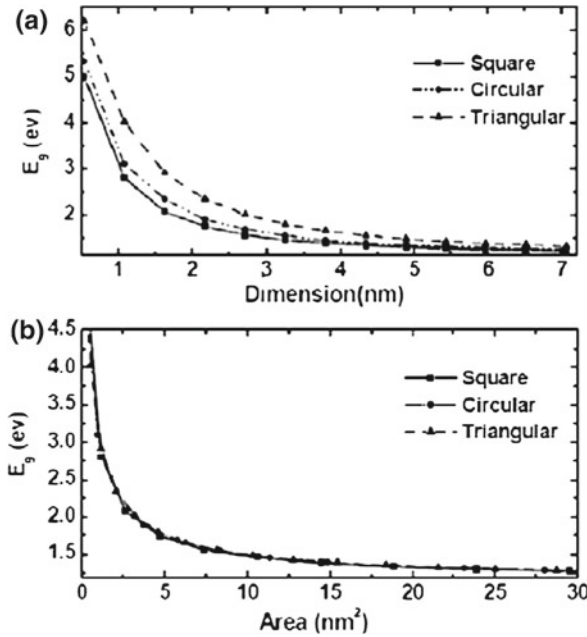 (a)
6
5
4
3
2
E_g (ev)
Square
Circular
Triangular
1 2 3 4 5 6 7
Dimension(nm)
(b)
4.5
4.0
3.5
3.0
2.5
2.0
1.5
E_g (ev)
Square
Circular
Triangular
0 5 10 15 20 25 30
Area (nm²)